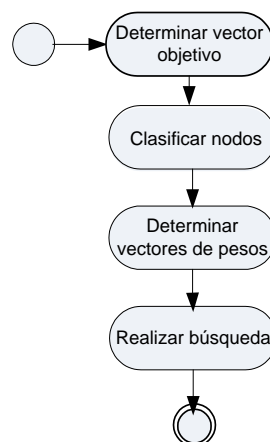 Determinar vector
objetivo
Clasificar nodos
Determinar
vectores de pesos
Realizar búsqueda